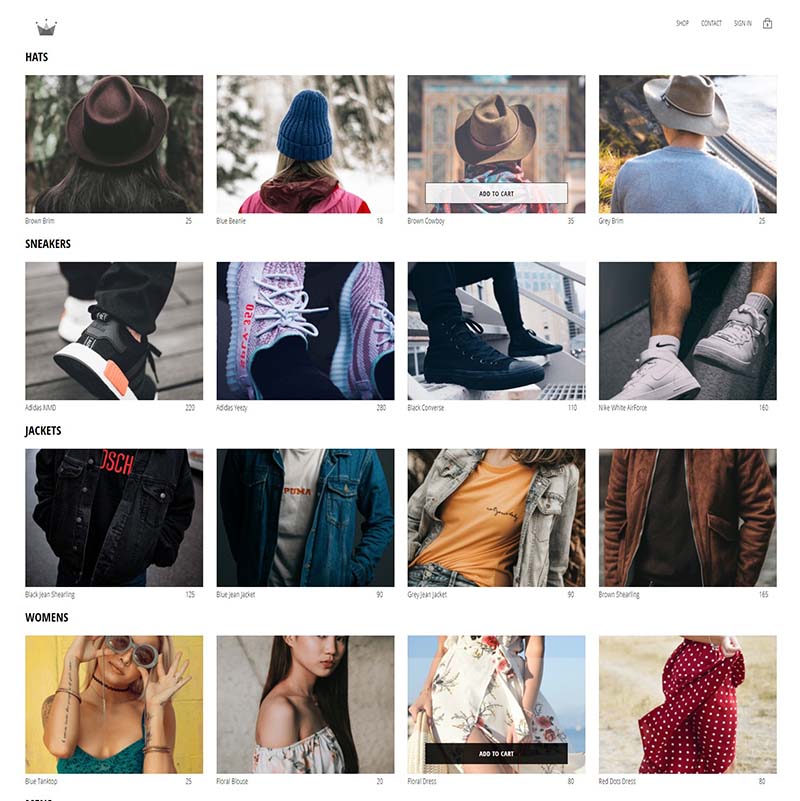 SHOP CONTACT SIGN IN
HATS
ADD TO CART
Brown Brim 25 Blue Beanie 18 Brown Cowboy 35 Grey Brim 25
SNEAKERS
Adidas NMD 220 Adidas Yeezy 280 Black Converse 110 Nike White AirForce 160
JACKETS
OSCH
PUMA
Black Jean Shearling 125 Blue Jean Jacket 90 Grey Jean Jacket 90 Brown Shearling 165
WOMENS
ADD TO CART
Blue Tanktop 25 Floral Blouse 20 Floral Dress 80 Red Dots Dress 80